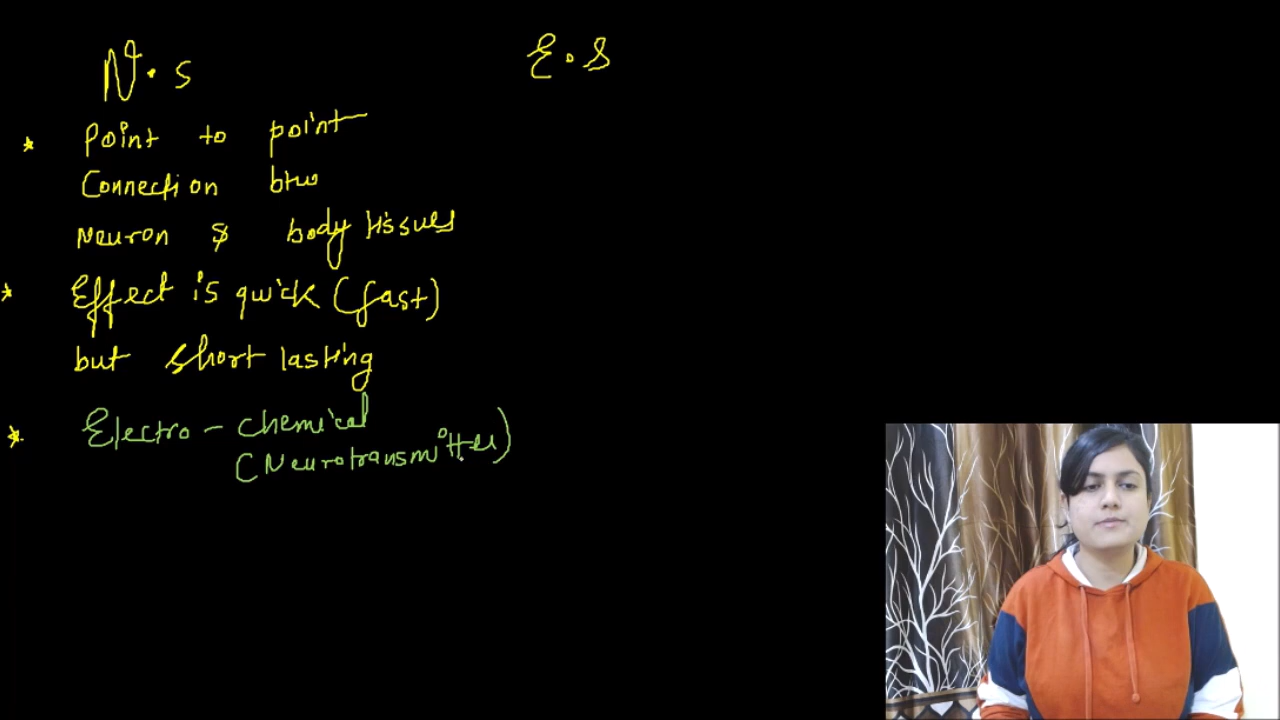 N.S
E.S
* Point to point
Connection btw
Neuron & body tissues
* Effect is quick (fast)
but short lasting
* Electro - chemical
(Neurotransmitter)